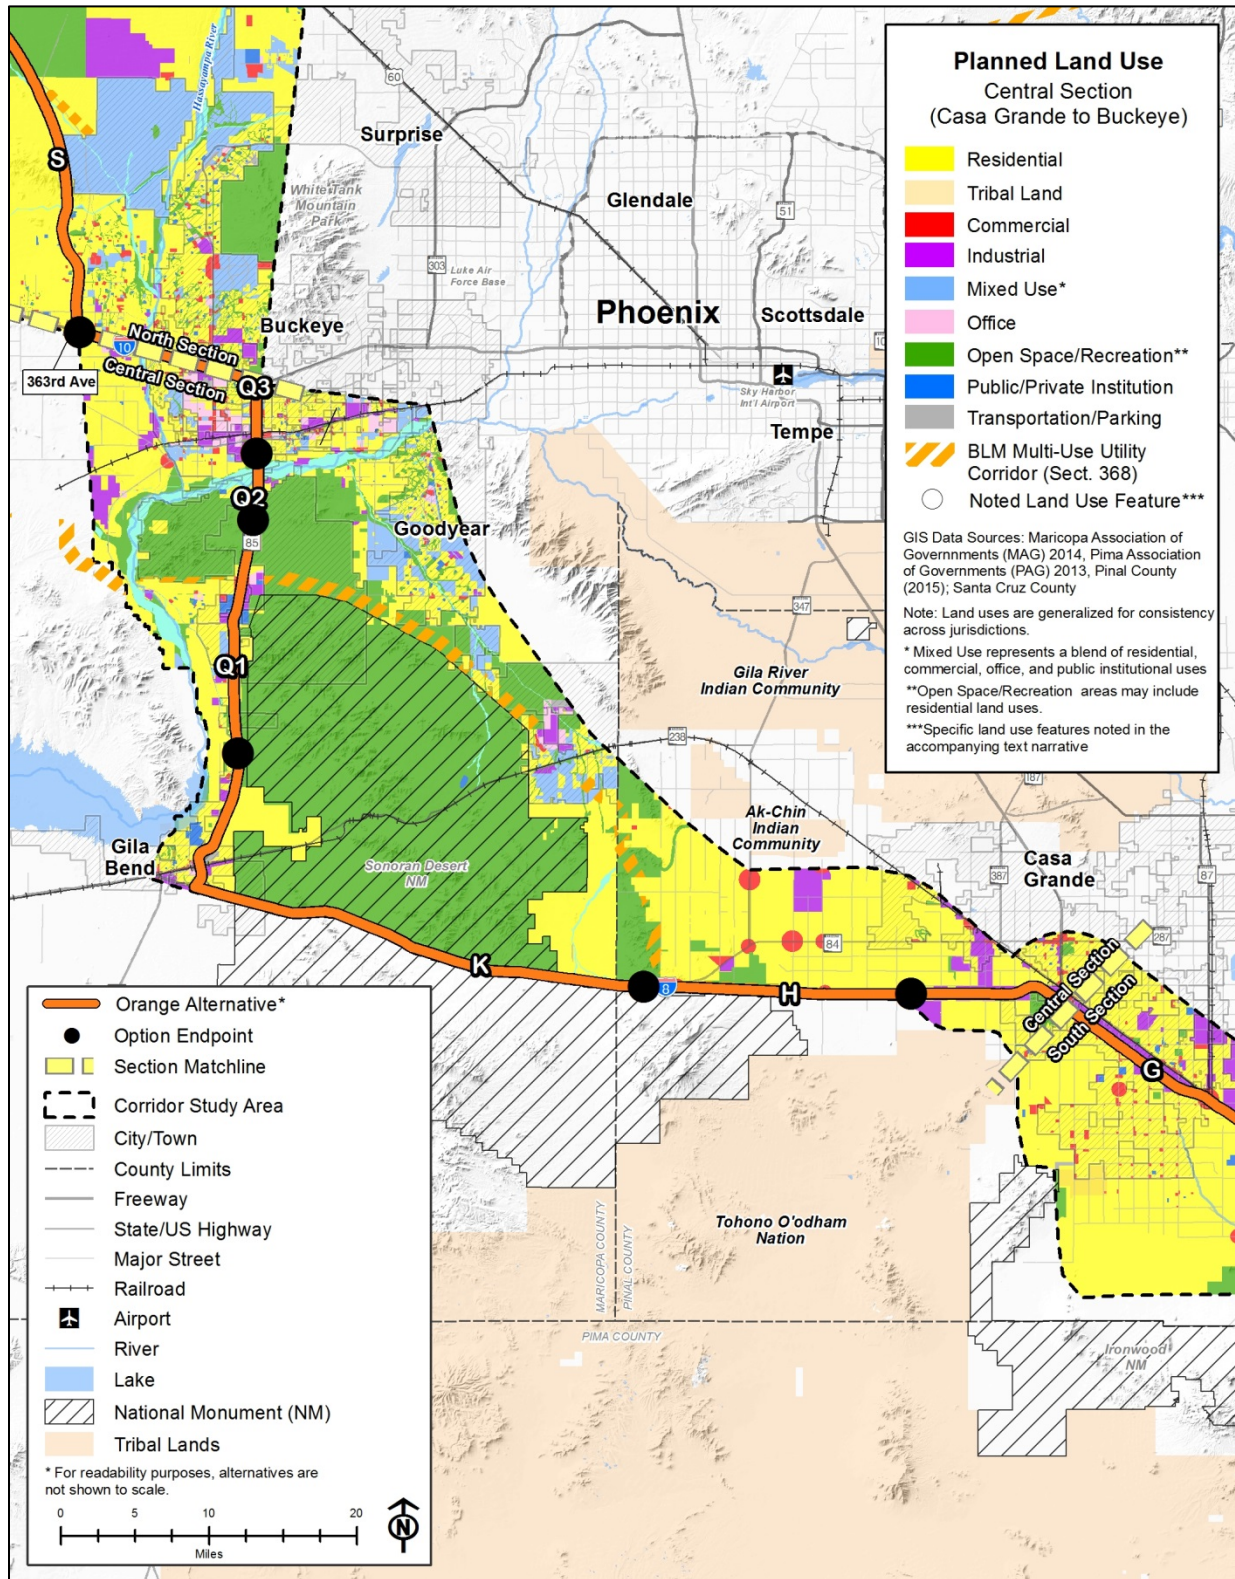 Planned Land Use
Central Section
(Casa Grande to Buckeye)
Residential
Tribal Land
Commercial
Industrial
Mixed Use*
Office
Open Space/Recreation**
Public/Private Institution
Transportation/Parking
BLM Multi-Use Utility
Corridor (Sect. 368)
Noted Land Use Feature***
GIS Data Sources: Maricopa Association of
Governnments (MAG) 2014, Pima Association
of Governments (PAG) 2013, Pinal County
(2015); Santa Cruz County
Note: Land uses are generalized for consistency
across jurisdictions.
* Mixed Use represents a blend of residential,
commercial, office, and public institutional uses
**Open Space/Recreation areas may include
residential land uses.
***Specific land use features noted in the
accompanying text narrative
Hassayampa River
60
Surprise
S
White Tank
Mountain
Park
Glendale
51
303
Luke Air
Force Base
Phoenix
Scottsdale
Buckeye
North Section
10
Central Section
363rd Ave
Q3
10
Sky Harbor
Int'l Airport
Tempe
Q2
Goodyear
85
347
Q1
Gila River
Indian Community
238
187
Ak-Chin
Indian
Community
Gila
Bend
Sonoran Desert
NM
Casa
Grande
387
87
84
287
K
8
H
Central Section
South Section
G
Tohono O'odham
Nation
MARICOPA COUNTY
PINAL COUNTY
PIMA COUNTY
Ironwood
NM
Orange Alternative*
Option Endpoint
Section Matchline
Corridor Study Area
City/Town
County Limits
Freeway
State/US Highway
Major Street
Railroad
Airport
River
Lake
National Monument (NM)
Tribal Lands
* For readability purposes, alternatives are
not shown to scale.
0 10 20
Miles
N